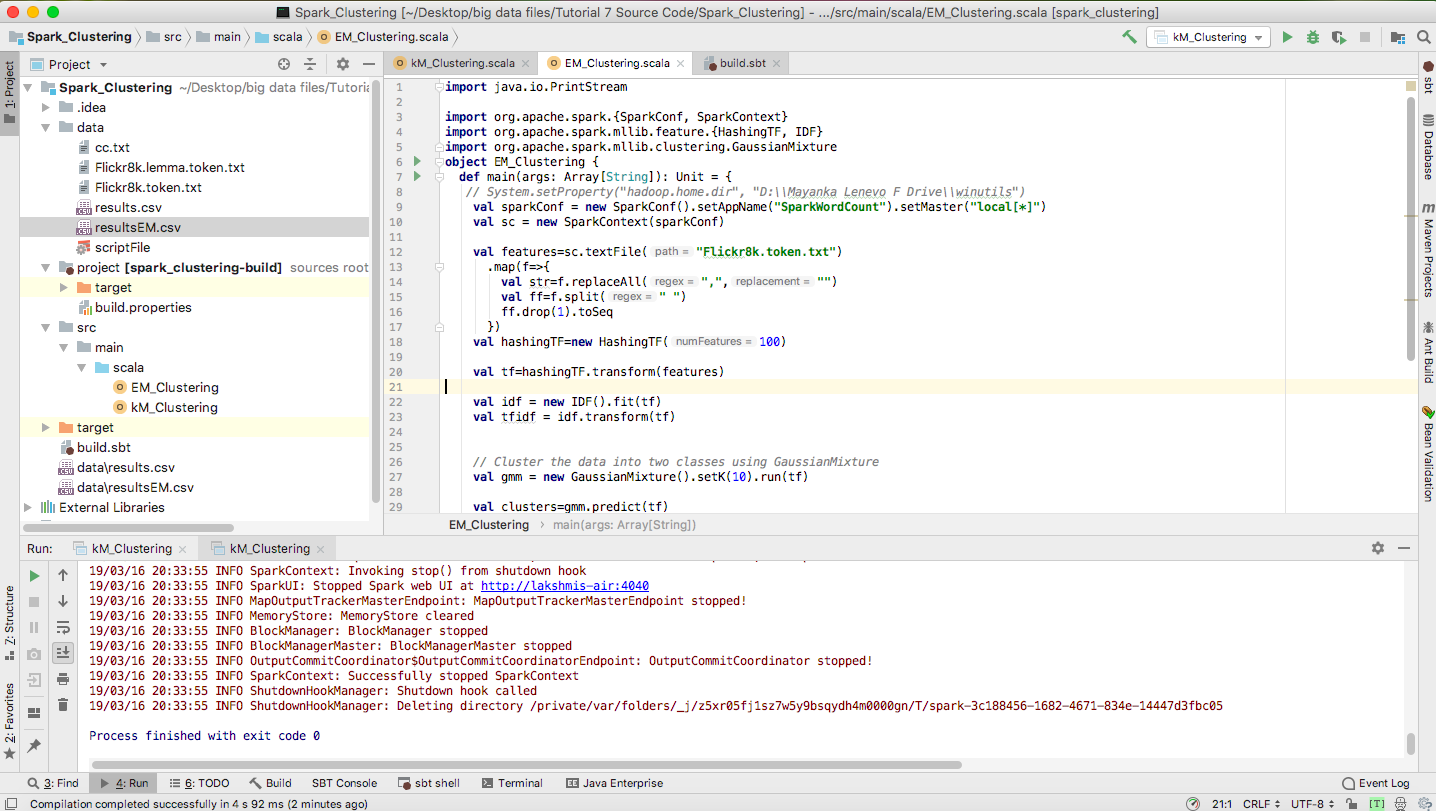 Spark_Clustering [~/Desktop/big data files/Tutorial 7 Source Code/Spark_Clustering] - .../src/main/scala/EM_Clustering.scala [spark_clustering]
Spark_Clustering src main scala EM_Clustering.scala kM_Clustering
Project kM_Clustering.scala EM_Clustering.scala build.sbt
1: Project
7: Structure
2: Favorites
Spark_Clustering ~/Desktop/big data files/Tutoria
.idea
data
cc.txt
Flickr8k.lemma.token.txt
Flickr8k.token.txt
results.csv
resultsEM.csv
scriptFile
project [spark_clustering-build] sources root
target
build.properties
src
main
scala
EM_Clustering
kM_Clustering
target
build.sbt
data\results.csv
data\resultsEM.csv
External Libraries
1 import java.io.PrintStream
2
3 import org.apache.spark.{SparkConf, SparkContext}
4 import org.apache.spark.mllib.feature.{HashingTF, IDF}
5 import org.apache.spark.mllib.clustering.GaussianMixture
6 object EM_Clustering {
7 def main(args: Array[String]): Unit = {
8 // System.setProperty("hadoop.home.dir", "D:\\Mayanka Lenevo F Drive\\winutils")
9 val sparkConf = new SparkConf().setAppName("SparkWordCount").setMaster("local[*]")
10 val sc = new SparkContext(sparkConf)
11
12 val features=sc.textFile( path = "Flickr8k.token.txt")
13 .map(f=>{
14 val str=f.replaceAll( regex = ",", replacement = "")
15 val ff=f.split( regex = " ")
16 ff.drop(1).toSeq
17 })
18 val hashingTF=new HashingTF( numFeatures = 100)
19
20 val tf=hashingTF.transform(features)
21
22 val idf = new IDF().fit(tf)
23 val tfidf = idf.transform(tf)
24
25
26 // Cluster the data into two classes using GaussianMixture
27 val gmm = new GaussianMixture().setK(10).run(tf)
28
29 val clusters=gmm.predict(tf)
EM_Clustering main(args: Array[String])
sbt
Database
m Maven Projects
Ant Build
Bean Validation
Run: kM_Clustering kM_Clustering
19/03/16 20:33:55 INFO SparkContext: Invoking stop() from shutdown hook
19/03/16 20:33:55 INFO SparkUI: Stopped Spark web UI at http://lakshmis-air:4040
19/03/16 20:33:55 INFO MapOutputTrackerMasterEndpoint: MapOutputTrackerMasterEndpoint stopped!
19/03/16 20:33:55 INFO MemoryStore: MemoryStore cleared
19/03/16 20:33:55 INFO BlockManager: BlockManager stopped
19/03/16 20:33:55 INFO BlockManagerMaster: BlockManagerMaster stopped
19/03/16 20:33:55 INFO OutputCommitCoordinator$OutputCommitCoordinatorEndpoint: OutputCommitCoordinator stopped!
19/03/16 20:33:55 INFO SparkContext: Successfully stopped SparkContext
19/03/16 20:33:55 INFO ShutdownHookManager: Shutdown hook called
19/03/16 20:33:55 INFO ShutdownHookManager: Deleting directory /private/var/folders/_j/z5xr05fj1sz7w5y9bsqydh4m0000gn/T/spark-3c188456-1682-4671-834e-14447d3fbc05
Process finished with exit code 0
3: Find 4: Run 6: TODO Build SBT Console sbt shell Terminal Java Enterprise Event Log
Compilation completed successfully in 4 s 92 ms (2 minutes ago) 21:1 CRLF UTF-8 [T]